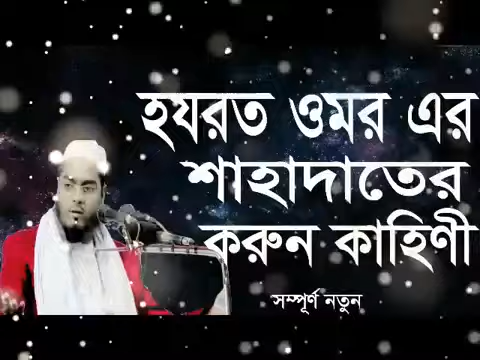 হযরত ওমর এর
শাহাদাতের
করুন কাহিণী
সম্পূর্ণ নতুন